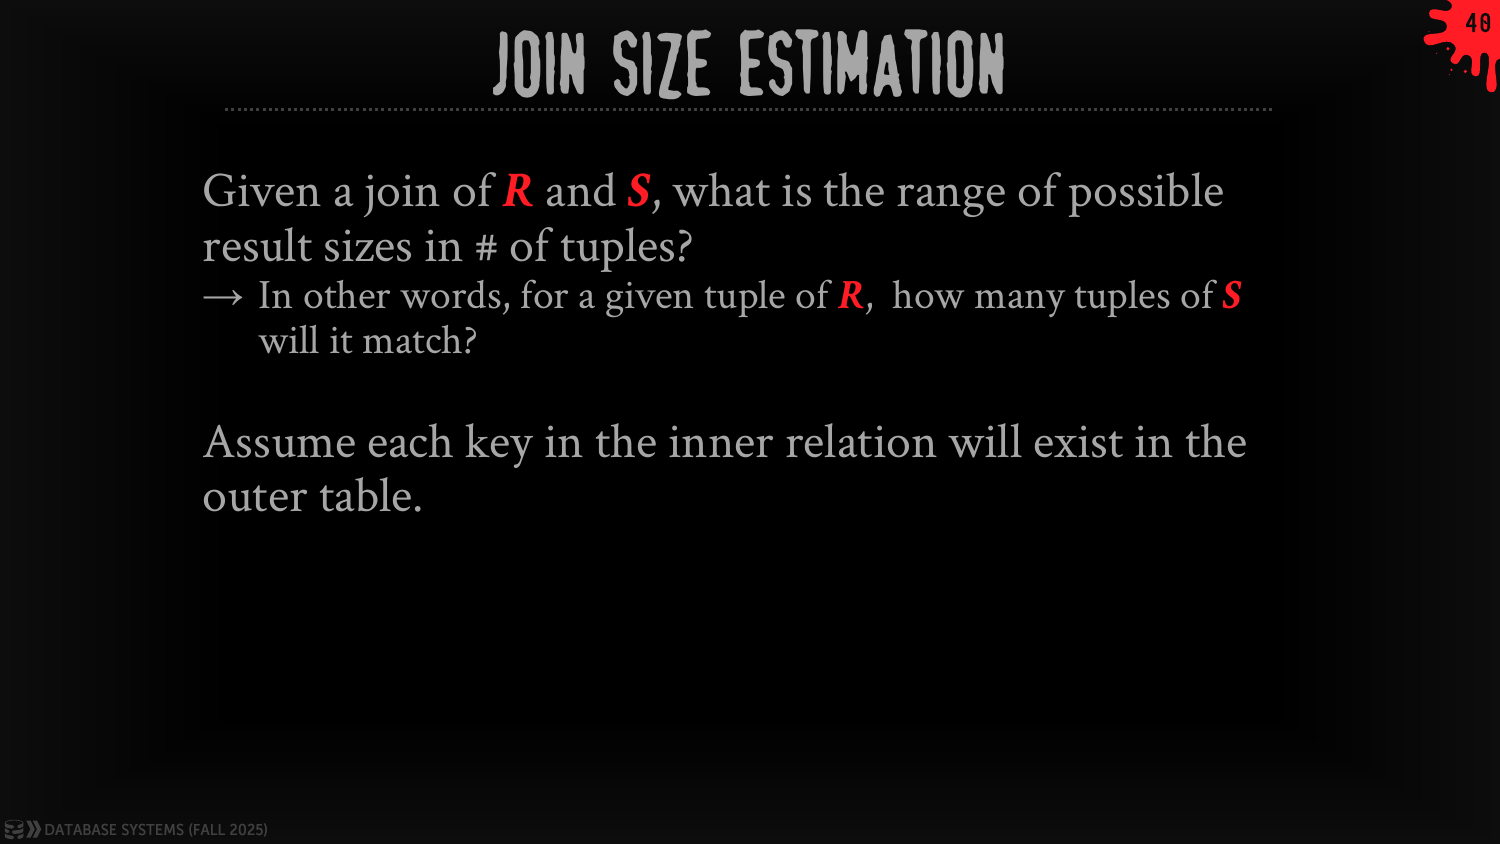 40
JOIN SIZE ESTIMATION
Given a join of R and S, what is the range of possible
result sizes in # of tuples?
→ In other words, for a given tuple of R, how many tuples of S
will it match?
Assume each key in the inner relation will exist in the
outer table.
DATABASE SYSTEMS (FALL 2025)